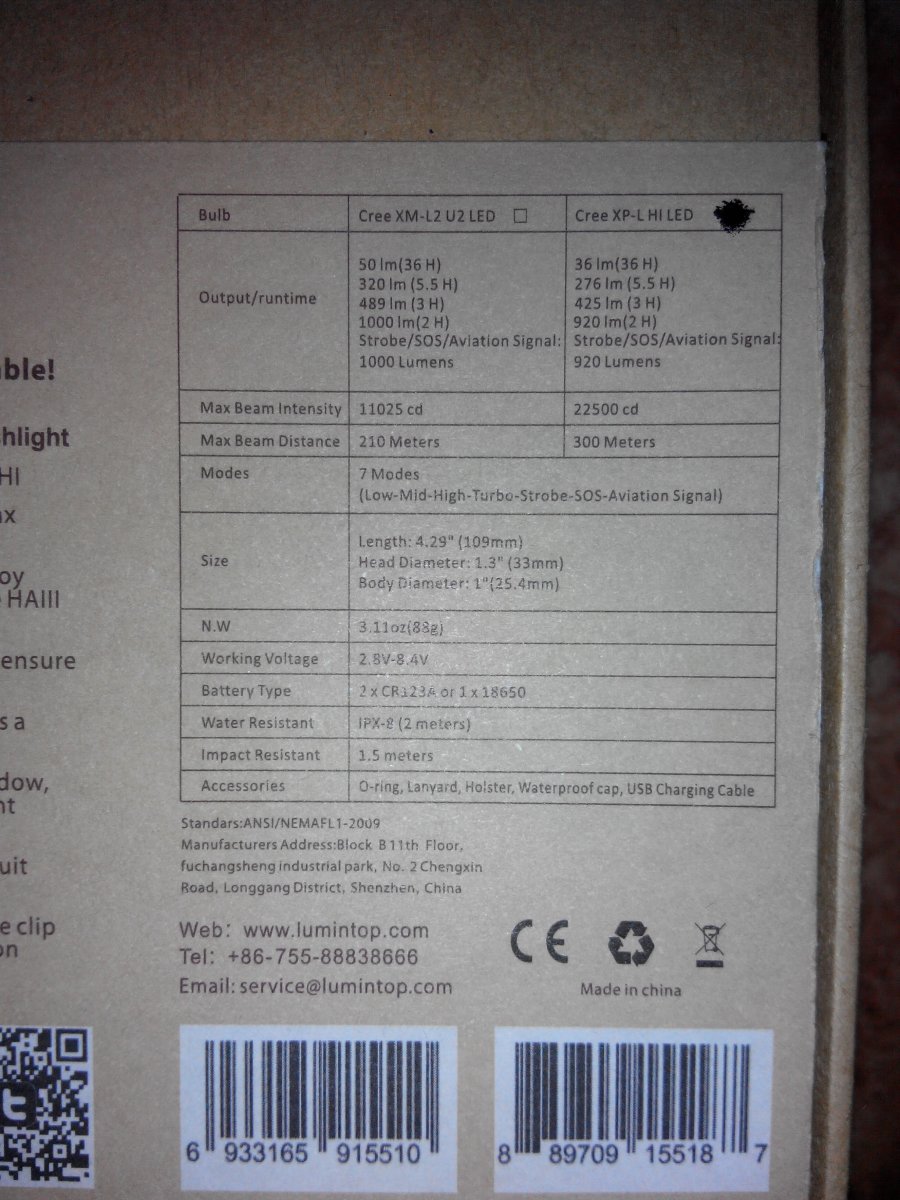 able!
hlight
HI
ax
oy
HAIII
ensure
s a
dow,
nt
uit
e clip
on
Bulb Cree XM-L2 U2 LED Cree XP-L HI LED
Output/runtime
50 lm(36 H) 36 lm(36 H)
320 lm (5.5 H) 276 lm (5.5 H)
489 lm (3 H) 425 lm (3 H)
1000 lm(2 H) 920 lm(2 H)
Strobe/SOS/Aviation Signal: Strobe/SOS/Aviation Signal:
1000 Lumens 920 Lumens
Max Beam Intensity 11025 cd 22500 cd
Max Beam Distance 210 Meters 300 Meters
Modes 7 Modes
(Low-Mid-High-Turbo-Strobe-SOS-Aviation Signal)
Size
Length: 4.29" (109mm)
Head Diameter: 1.3" (33mm)
Body Diameter: 1"(25.4mm)
N.W 3.11oz(88g)
Working Voltage 2.8V-8.4V
Battery Type 2 x CR123A or 1 x 18650
Water Resistant IPX-8 (2 meters)
Impact Resistant 1.5 meters
Accessories O-ring, Lanyard, Holster, Waterproof cap, USB Charging Cable
Standars:ANSI/NEMAFL1-2009
Manufacturers Address:Block B 11th Floor,
fuchangsheng industrial park, No. 2 Chengxin
Road, Longgang District, Shenzhen, China
Web: www.lumintop.com
Tel: +86-755-88838666
Email: service@lumintop.com
CE
Made in china
6 933165 915510
8 89709 15518 7